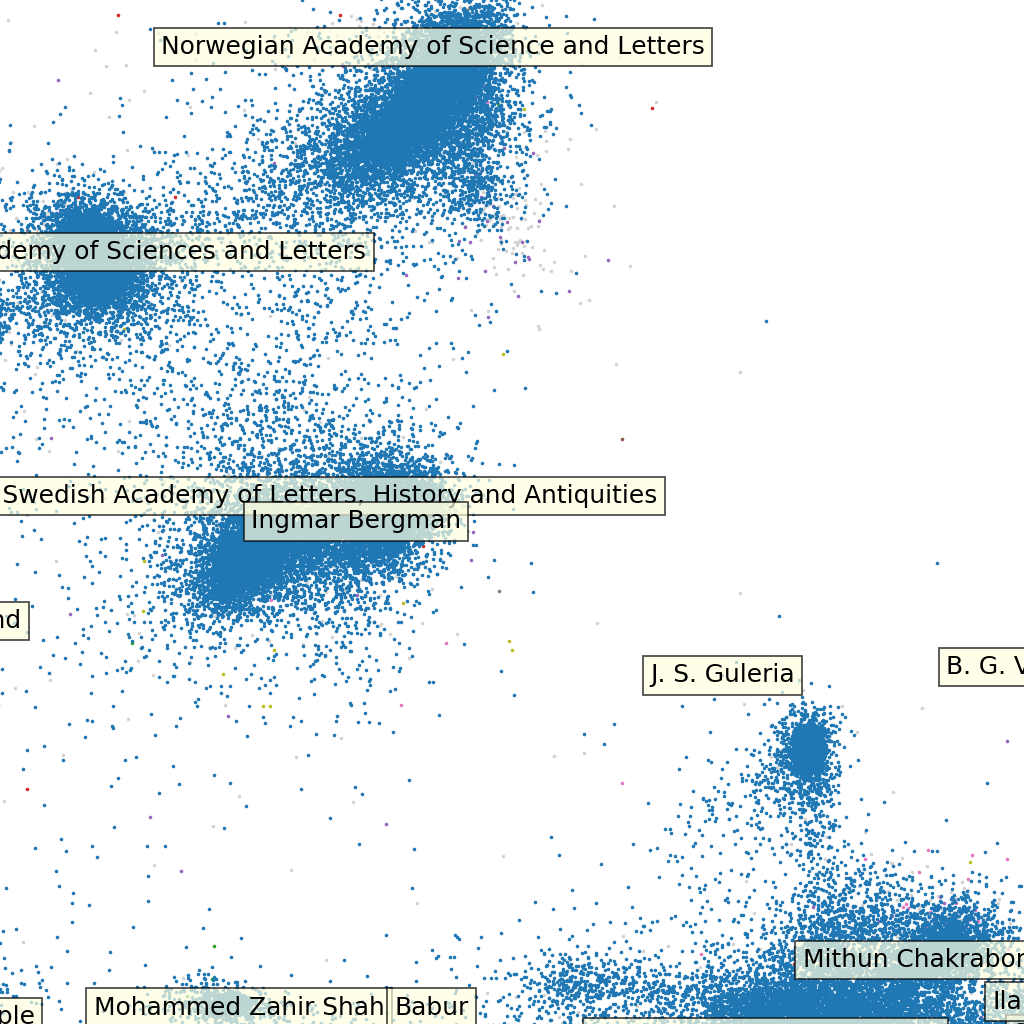 Norwegian Academy of Science and Letters
demy of Sciences and Letters
Swedish Academy of Letters, History and Antiquities
Ingmar Bergman
nd
J. S. Guleria
B. G. V
Mithun Chakrabor
Mohammed Zahir Shah
Babur
Ila
ple